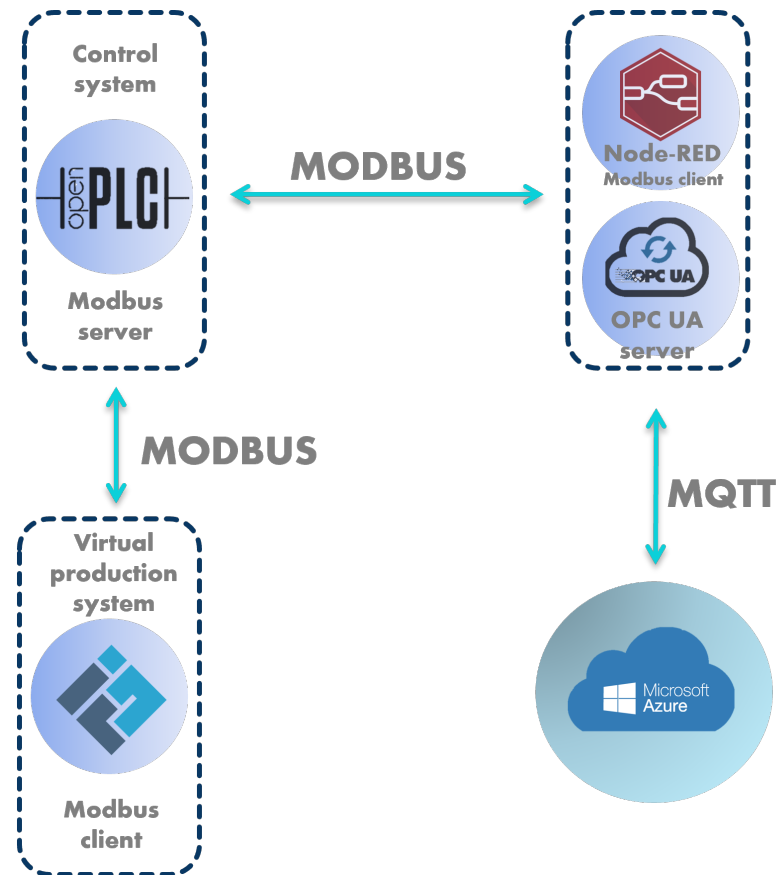 Control
system
open
PLC
Modbus
server
MODBUS
Node-RED
Modbus client
OPC UA
OPC UA
server
MODBUS
MQTT
Virtual
production
system
Modbus
client
Microsoft
Azure